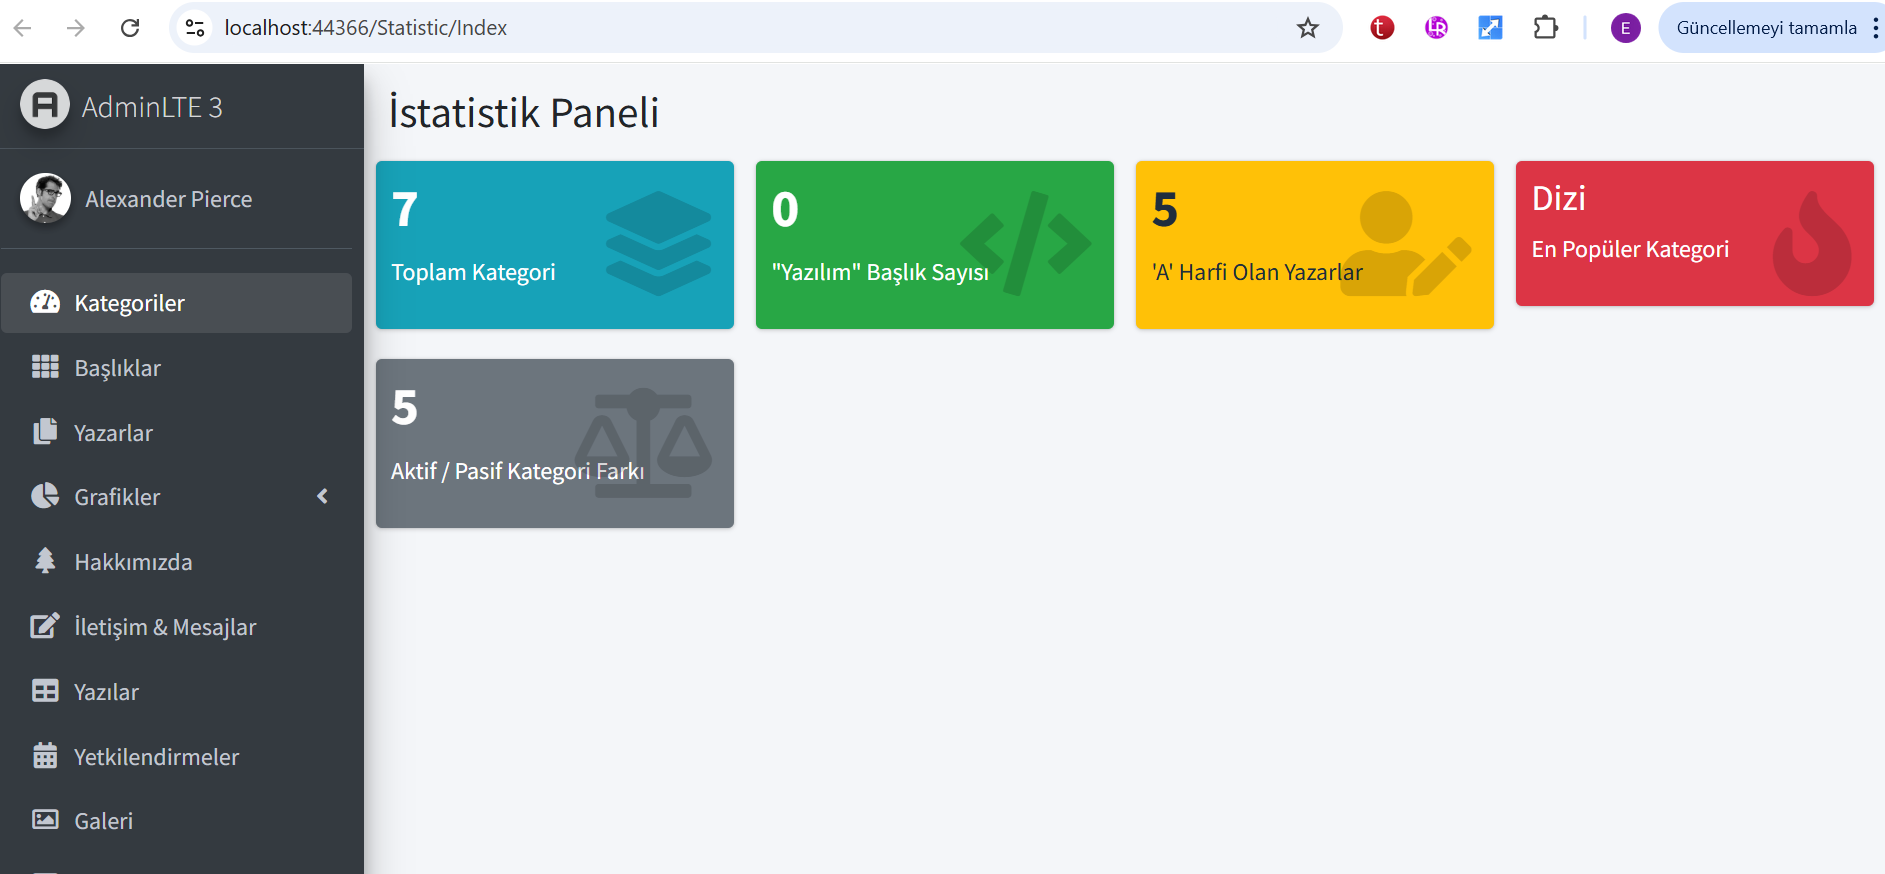 localhost:44366/Statistic/Index
E
Güncellemeyi tamamla
AdminLTE 3
Alexander Pierce
Kategoriler
Başlıklar
Yazarlar
Grafikler
Hakkımızda
İletişim & Mesajlar
Yazılar
Yetkilendirmeler
Galeri
İstatistik Paneli
7
Toplam Kategori
0
"Yazılım" Başlık Sayısı
5
'A' Harfi Olan Yazarlar
Dizi
En Popüler Kategori
5
Aktif / Pasif Kategori Farkı